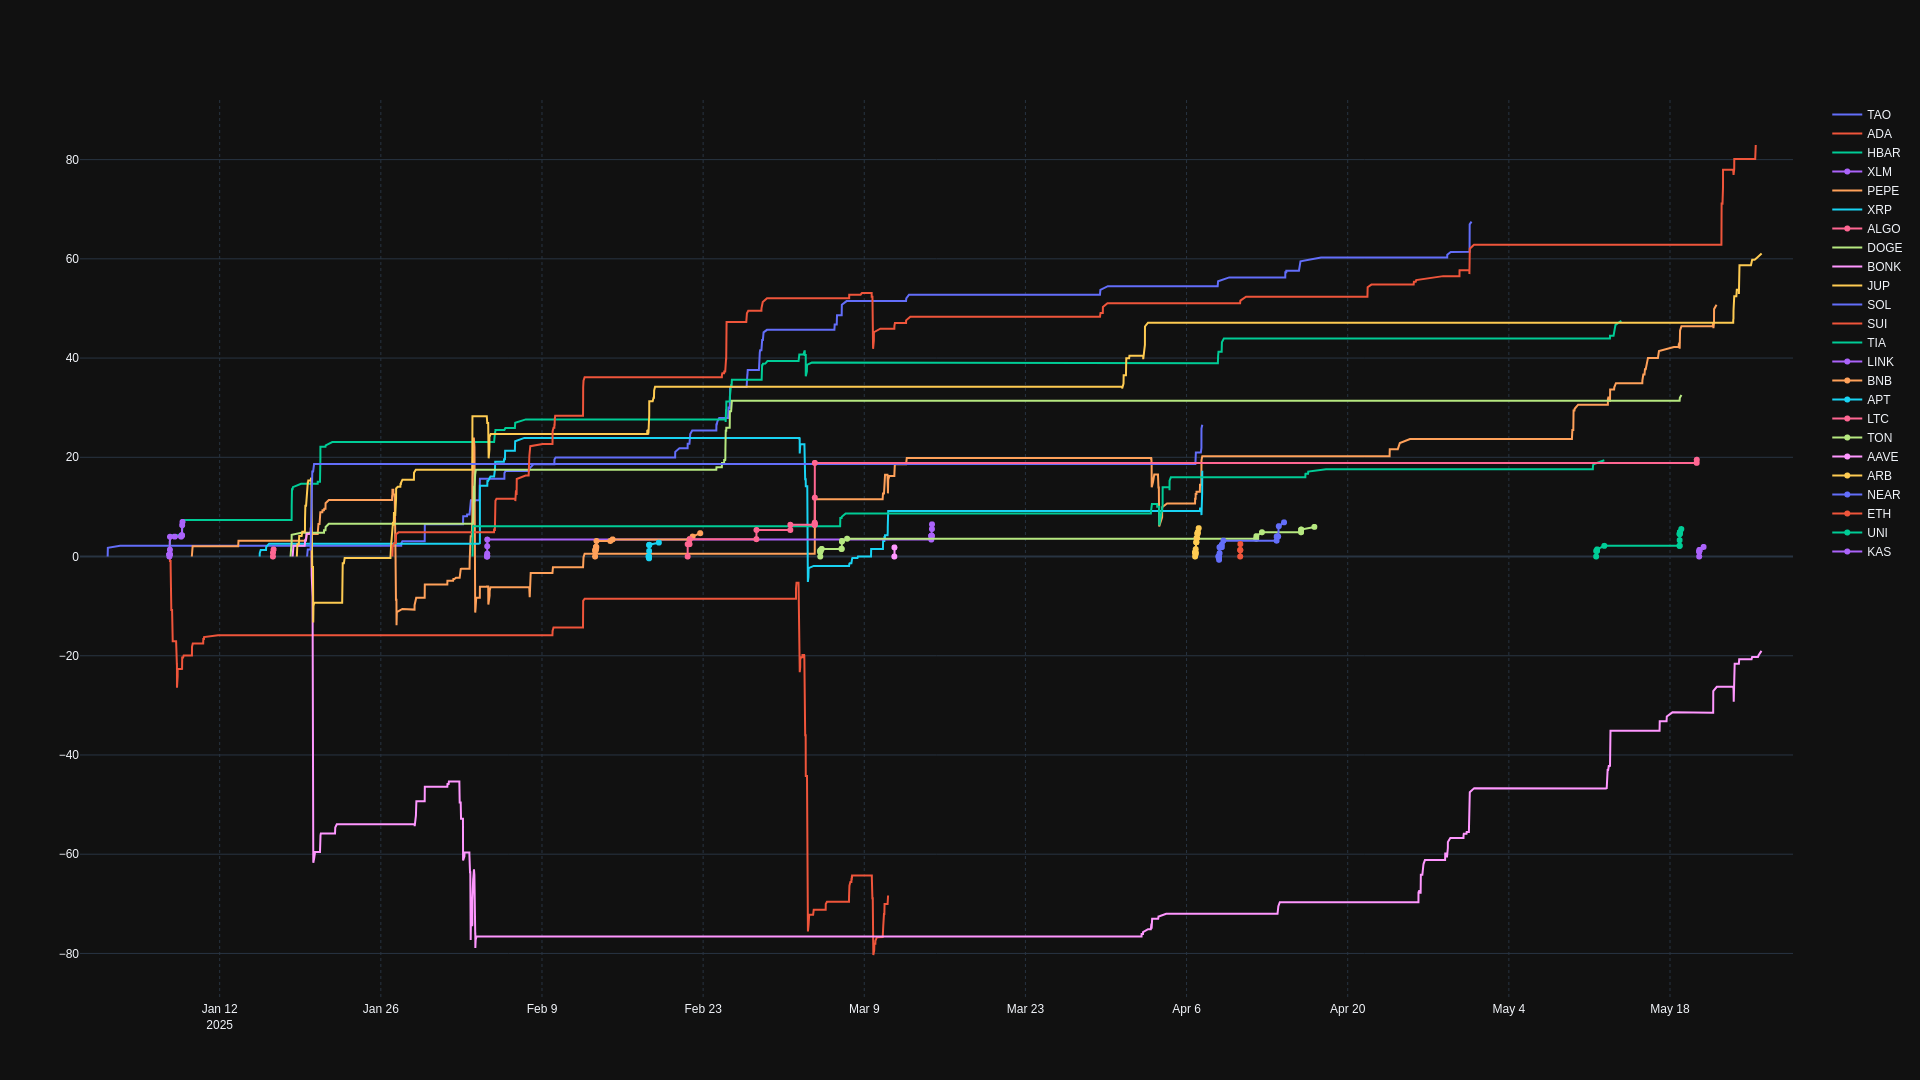 80
60
40
20
0
−20
−40
−60
−80
Jan 12
2025
Jan 26
Feb 9
Feb 23
Mar 9
Mar 23
Apr 6
Apr 20
May 4
May 18
TAO
ADA
HBAR
XLM
PEPE
XRP
ALGO
DOGE
BONK
JUP
SOL
SUI
TIA
LINK
BNB
APT
LTC
TON
AAVE
ARB
NEAR
ETH
UNI
KAS